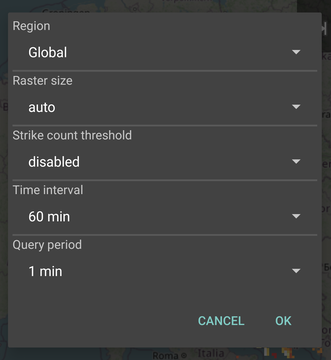 Region
Global
Raster size
auto
Strike count threshold
disabled
Time interval
60 min
Query period
1 min
CANCEL
OK
Roma
Italia